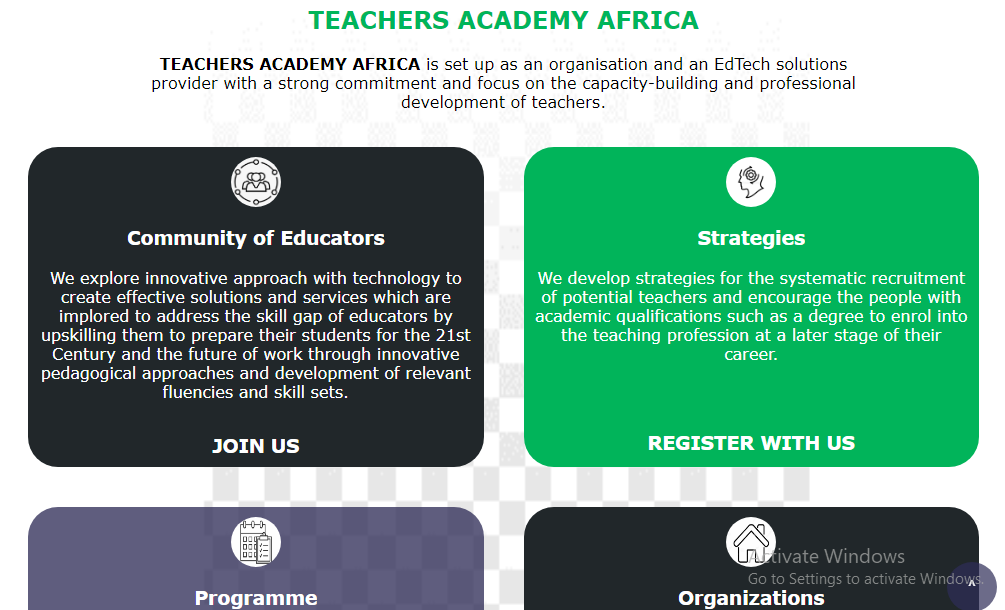 TEACHERS ACADEMY AFRICA
TEACHERS ACADEMY AFRICA is set up as an organisation and an EdTech solutions
provider with a strong commitment and focus on the capacity-building and professional
development of teachers.
Community of Educators
We explore innovative approach with technology to
create effective solutions and services which are
implored to address the skill gap of educators by
upskilling them to prepare their students for the 21st
Century and the future of work through innovative
pedagogical approaches and development of relevant
fluencies and skill sets.
JOIN US
Strategies
We develop strategies for the systematic recruitment
of potential teachers and encourage the people with
academic qualifications such as a degree to enrol into
the teaching profession at a later stage of their
career.
REGISTER WITH US
Programme
Organizations
Activate Windows
Go to Settings to activate Windows.
^